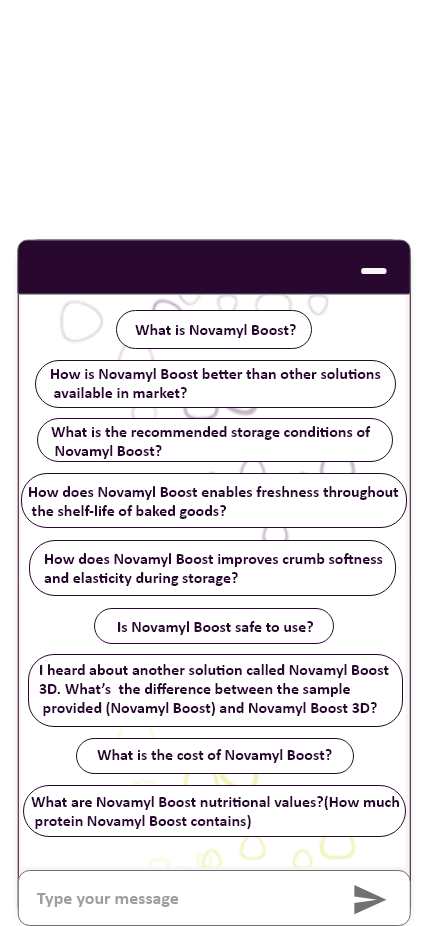 What is Novamyl Boost?
How is Novamyl Boost better than other solutions
available in market?
What is the recommended storage conditions of
Novamyl Boost?
How does Novamyl Boost enables freshness throughout
the shelf-life of baked goods?
How does Novamyl Boost improves crumb softness
and elasticity during storage?
Is Novamyl Boost safe to use?
I heard about another solution called Novamyl Boost
3D. What’s  the difference between the sample
provided (Novamyl Boost) and Novamyl Boost 3D?
What is the cost of Novamyl Boost?
What are Novamyl Boost nutritional values?(How much
protein Novamyl Boost contains)
Type your message